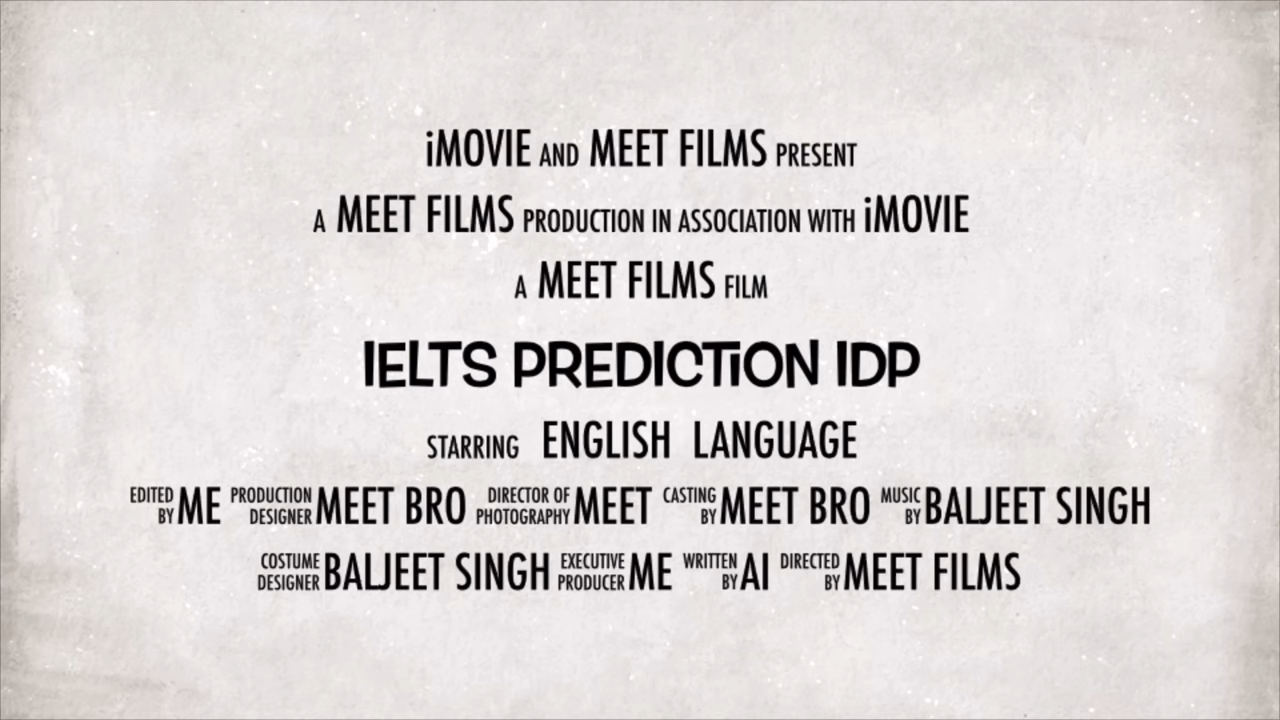 iMOVIE AND MEET FILMS PRESENT
A MEET FILMS PRODUCTION IN ASSOCIATION WITH iMOVIE
A MEET FILMS FILM
IELTS PREDICTION IDP
STARRING ENGLISH LANGUAGE
EDITED BY ME PRODUCTION DESIGNER MEET BRO DIRECTOR OF PHOTOGRAPHY MEET CASTING BY MEET BRO MUSIC BY BALJEET SINGH
COSTUME DESIGNER BALJEET SINGH EXECUTIVE PRODUCER ME WRITTEN BY AI DIRECTED BY MEET FILMS